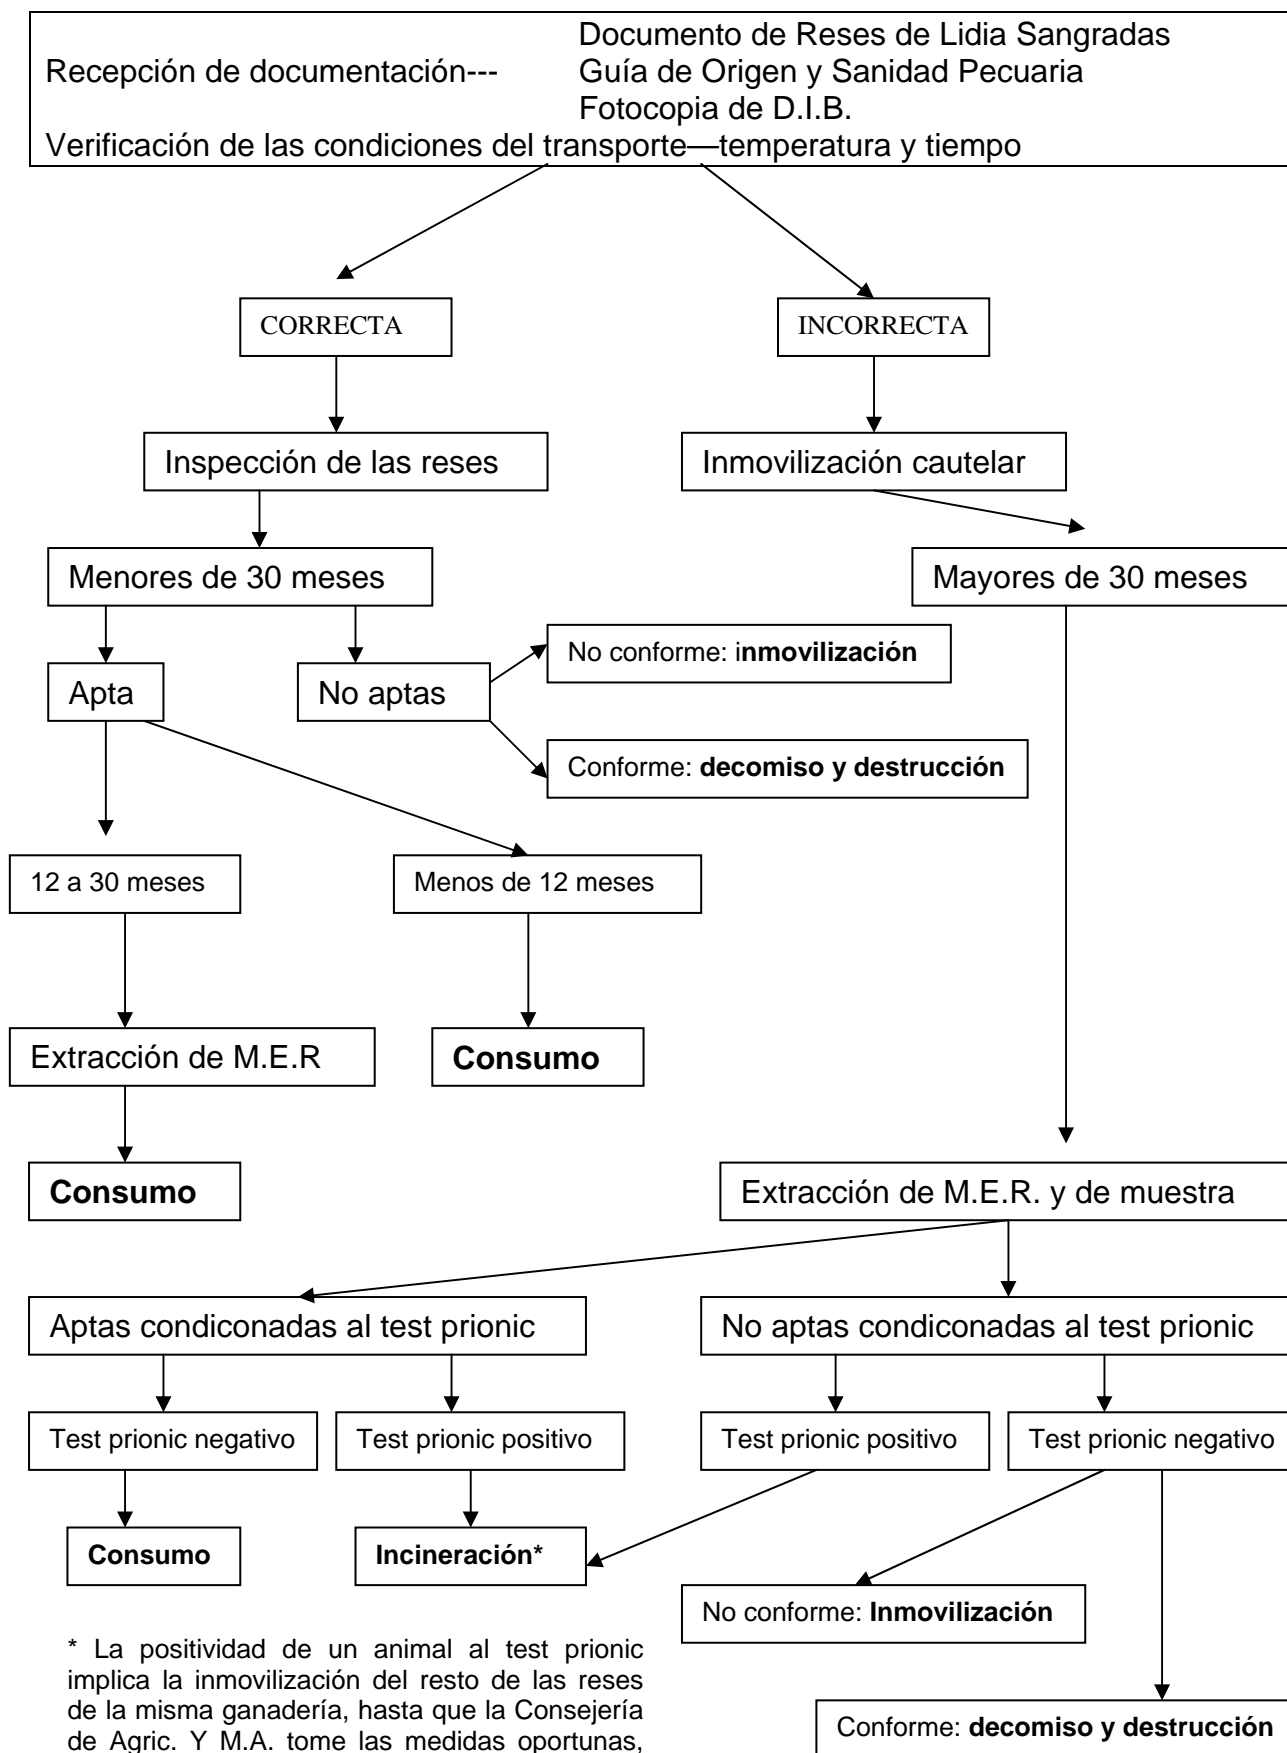 Documento de Reses de Lidia Sangradas
Recepción de documentación--- Guía de Origen y Sanidad Pecuaria
Fotocopia de D.I.B.
Verificación de las condiciones del transporte—temperatura y tiempo
CORRECTA
INCORRECTA
Inspección de las reses
Inmovilización cautelar
Menores de 30 meses
Mayores de 30 meses
No conforme: inmovilización
Apta
No aptas
Conforme: decomiso y destrucción
12 a 30 meses
Menos de 12 meses
Extracción de M.E.R
Consumo
Consumo
Extracción de M.E.R. y de muestra
Aptas condiconadas al test prionic
No aptas condiconadas al test prionic
Test prionic negativo
Test prionic positivo
Test prionic positivo
Test prionic negativo
Consumo
Incineración*
No conforme: Inmovilización
* La positividad de un animal al test prionic
implica la inmovilización del resto de las reses
de la misma ganadería, hasta que la Consejería
de Agric. Y M.A. tome las medidas oportunas,
Conforme: decomiso y destrucción